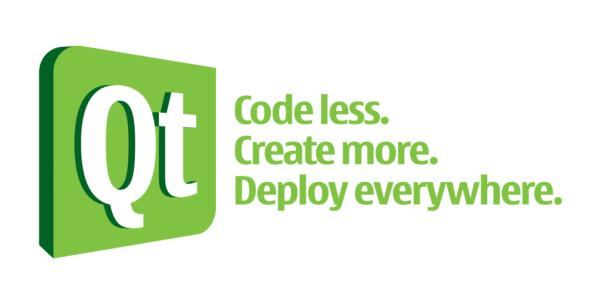 Qt
Code less.
Create more.
Deploy everywhere.